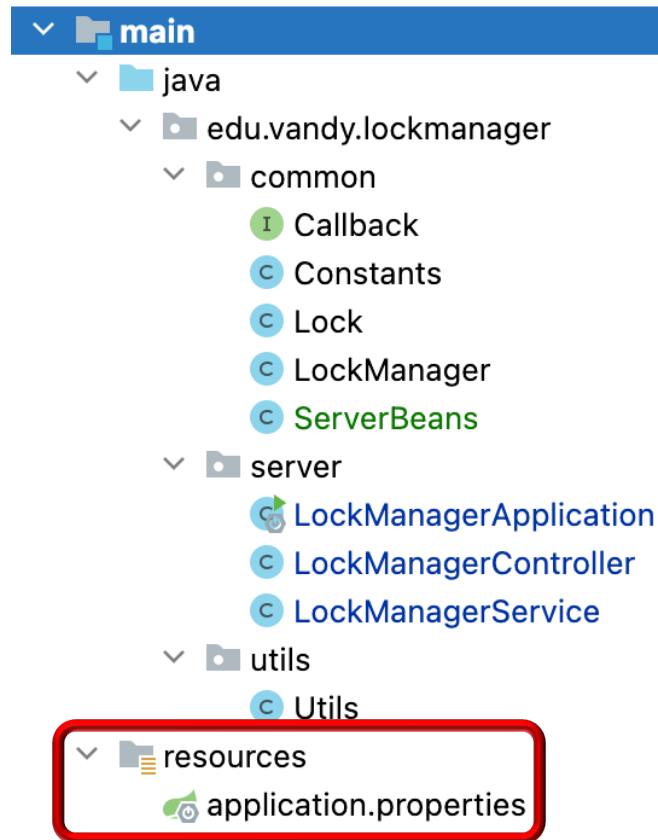 main
java
edu.vandy.lockmanager
common
I Callback
C Constants
C Lock
C LockManager
C ServerBeans
server
C LockManagerApplication
C LockManagerController
C LockManagerService
utils
C Utils
resources
application.properties